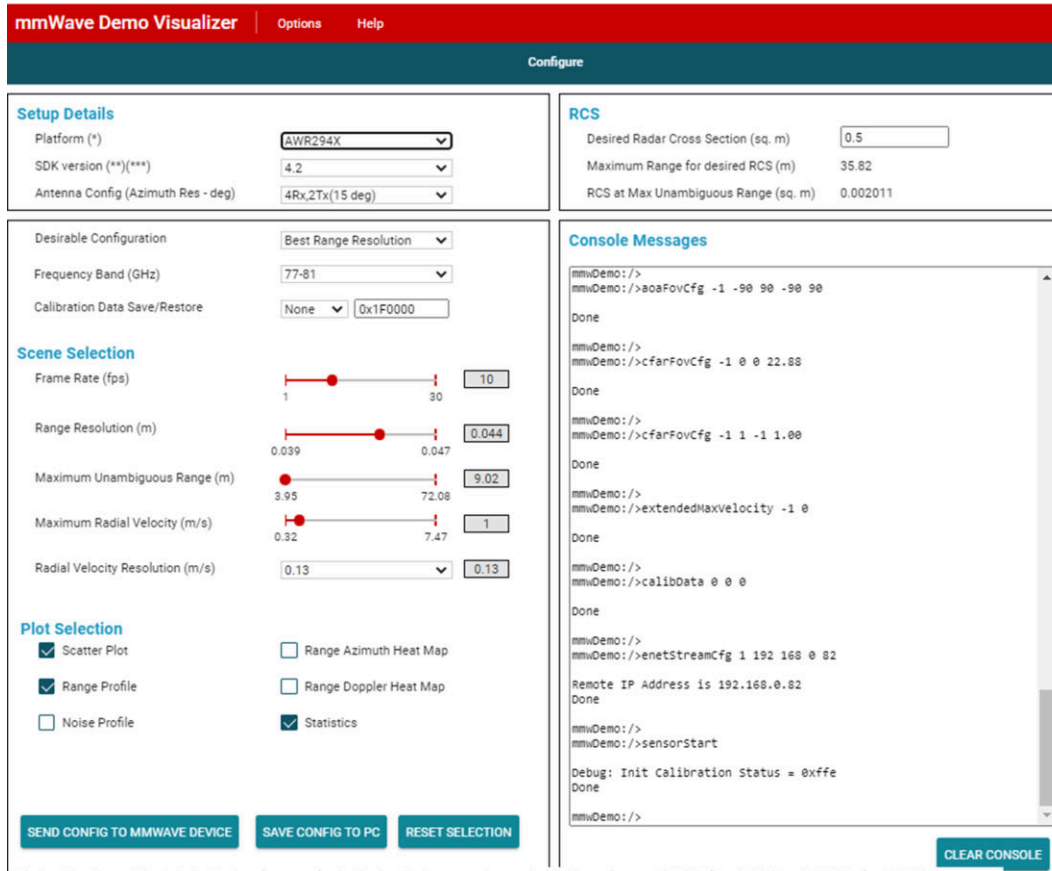 mmWave Demo Visualizer Options Help
Configure
Setup Details
Platform (*) AWR294X
SDK version (**)(***) 4.2
Antenna Config (Azimuth Res - deg) 4Rx,2Tx(15 deg)
Desirable Configuration Best Range Resolution
Frequency Band (GHz) 77-81
Calibration Data Save/Restore None 0x1F0000
Scene Selection
Frame Rate (fps) 10
1 30
Range Resolution (m) 0.044
0.039 0.047
Maximum Unambiguous Range (m) 9.02
3.95 72.08
Maximum Radial Velocity (m/s) 1
0.32 7.47
Radial Velocity Resolution (m/s) 0.13 0.13
Plot Selection
Scatter Plot Range Azimuth Heat Map
Range Profile Range Doppler Heat Map
Noise Profile Statistics
SEND CONFIG TO MMWAVE DEVICE SAVE CONFIG TO PC RESET SELECTION
RCS
Desired Radar Cross Section (sq. m) 0.5
Maximum Range for desired RCS (m) 35.82
RCS at Max Unambiguous Range (sq. m) 0.002011
Console Messages
mmwDemo:/>
mmwDemo:/>aoaFovCfg -1 -90 90 -90 90
Done
mmwDemo:/>
mmwDemo:/>cfarFovCfg -1 0 0 22.88
Done
mmwDemo:/>
mmwDemo:/>cfarFovCfg -1 1 -1 1.00
Done
mmwDemo:/>
mmwDemo:/>extendedMaxVelocity -1 0
Done
mmwDemo:/>
mmwDemo:/>calibData 0 0 0
Done
mmwDemo:/>
mmwDemo:/>enetStreamCfg 1 192 168 0 82
Remote IP Address is 192.168.0.82
Done
mmwDemo:/>
mmwDemo:/>sensorStart
Debug: Init Calibration Status = 0xffe
Done
mmwDemo:/>
CLEAR CONSOLE